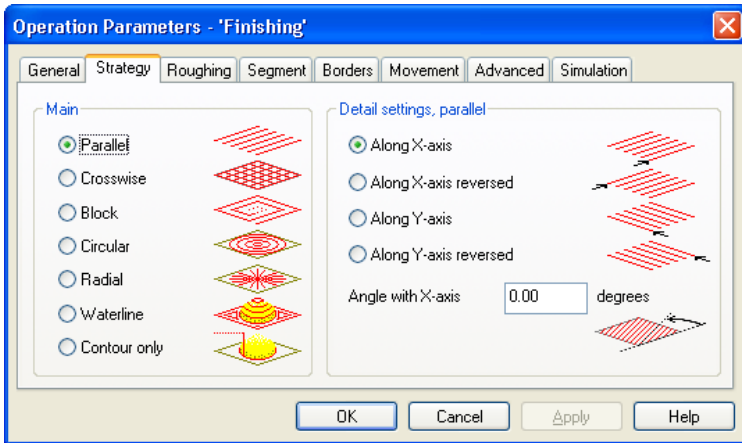 Operation Parameters - 'Finishing'
General Strategy Roughing Segment Borders Movement Advanced Simulation
Main
Parallel
Crosswise
Block
Circular
Radial
Waterline
Contour only
Detail settings, parallel
Along X-axis
Along X-axis reversed
Along Y-axis
Along Y-axis reversed
Angle with X-axis 0.00 degrees
OK Cancel Apply Help